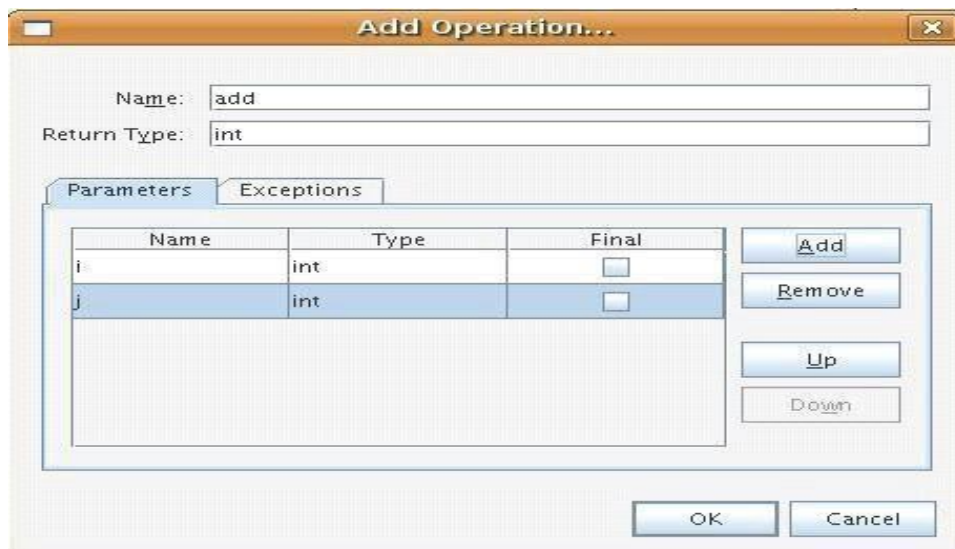 Add Operation...
Name: add
Return Type: int
Parameters Exceptions
Name Type Final
i int
j int
Add
Remove
Up
Down
OK Cancel